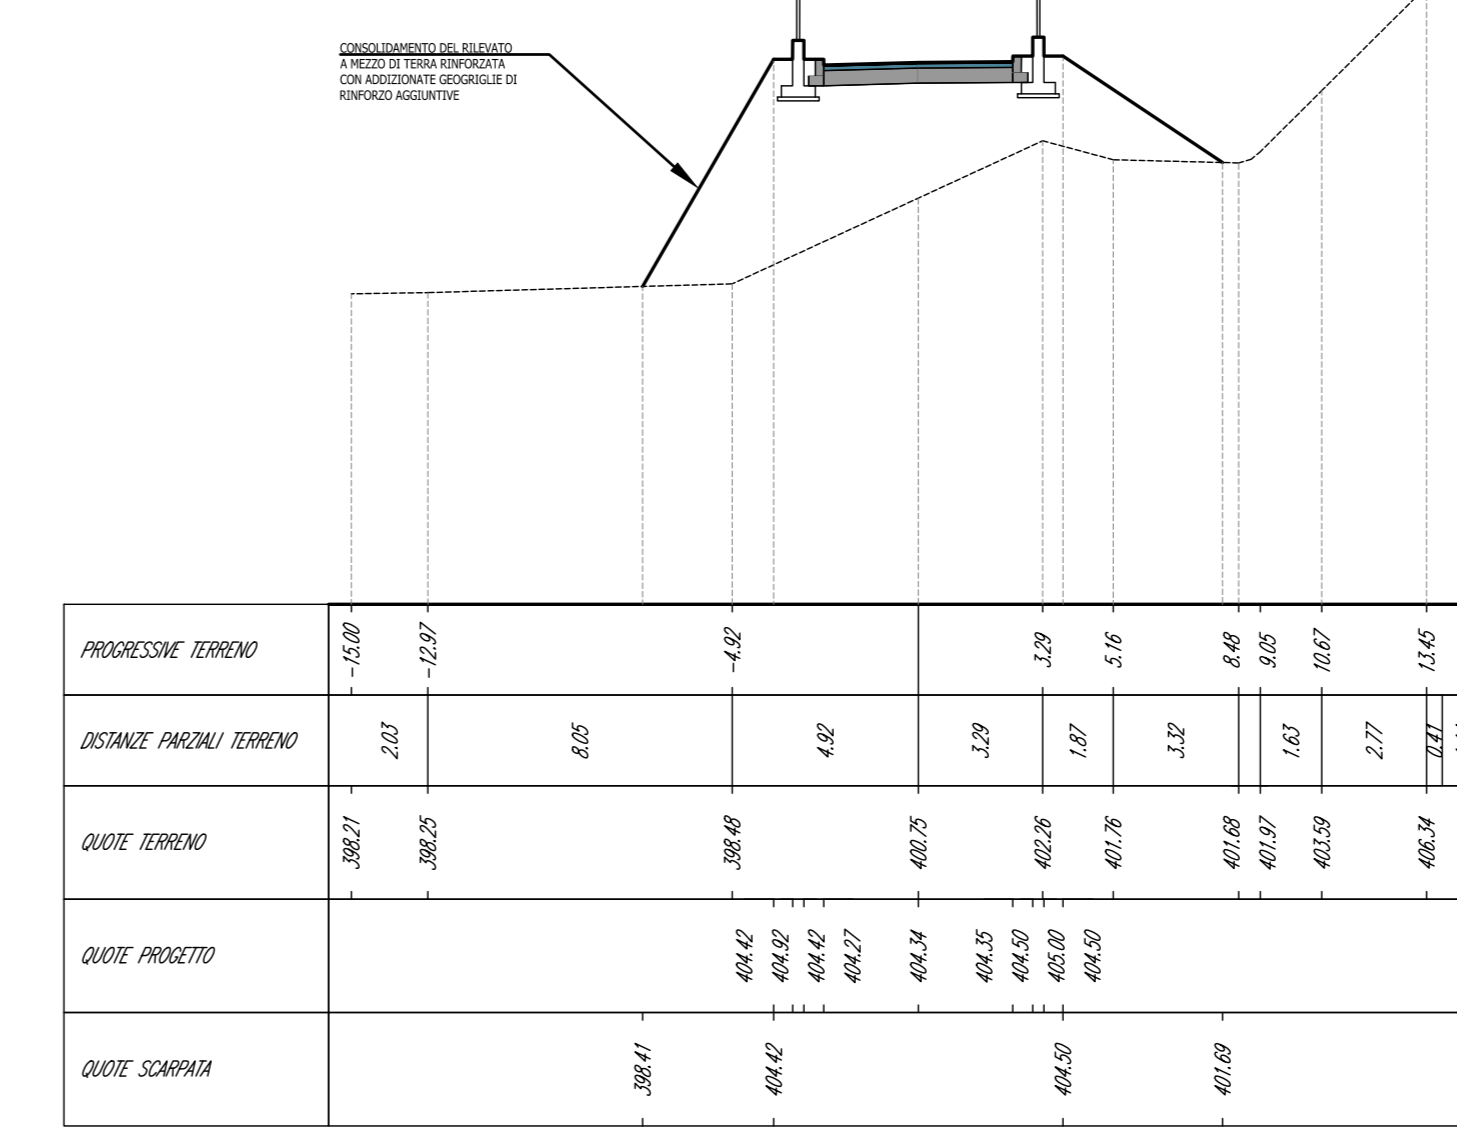 CONSOLIDAMENTO DEL RILEVATO
A MEZZO DI TERRA RINFORZATA
CON ADDIZIONATE GEOGRIGLIE DI
RINFORZO AGGIUNTIVE
PROGRESSIVE TERRENO -15.00 -12.97 -4.92 3.29 5.16 8.48 9.05 10.67 13.45
DISTANZE PARZIALI TERRENO 2.03 8.05 4.92 3.29 1.87 3.32 1.63 2.77 0.41
QUOTE TERRENO 398.21 398.25 398.48 400.75 402.26 401.76 401.68 401.97 403.59 406.34
QUOTE PROGETTO 404.42 404.92 404.42 404.27 404.34 404.35 404.50 405.00 404.50
QUOTE SCARPATA 398.41 404.42 404.50 401.69